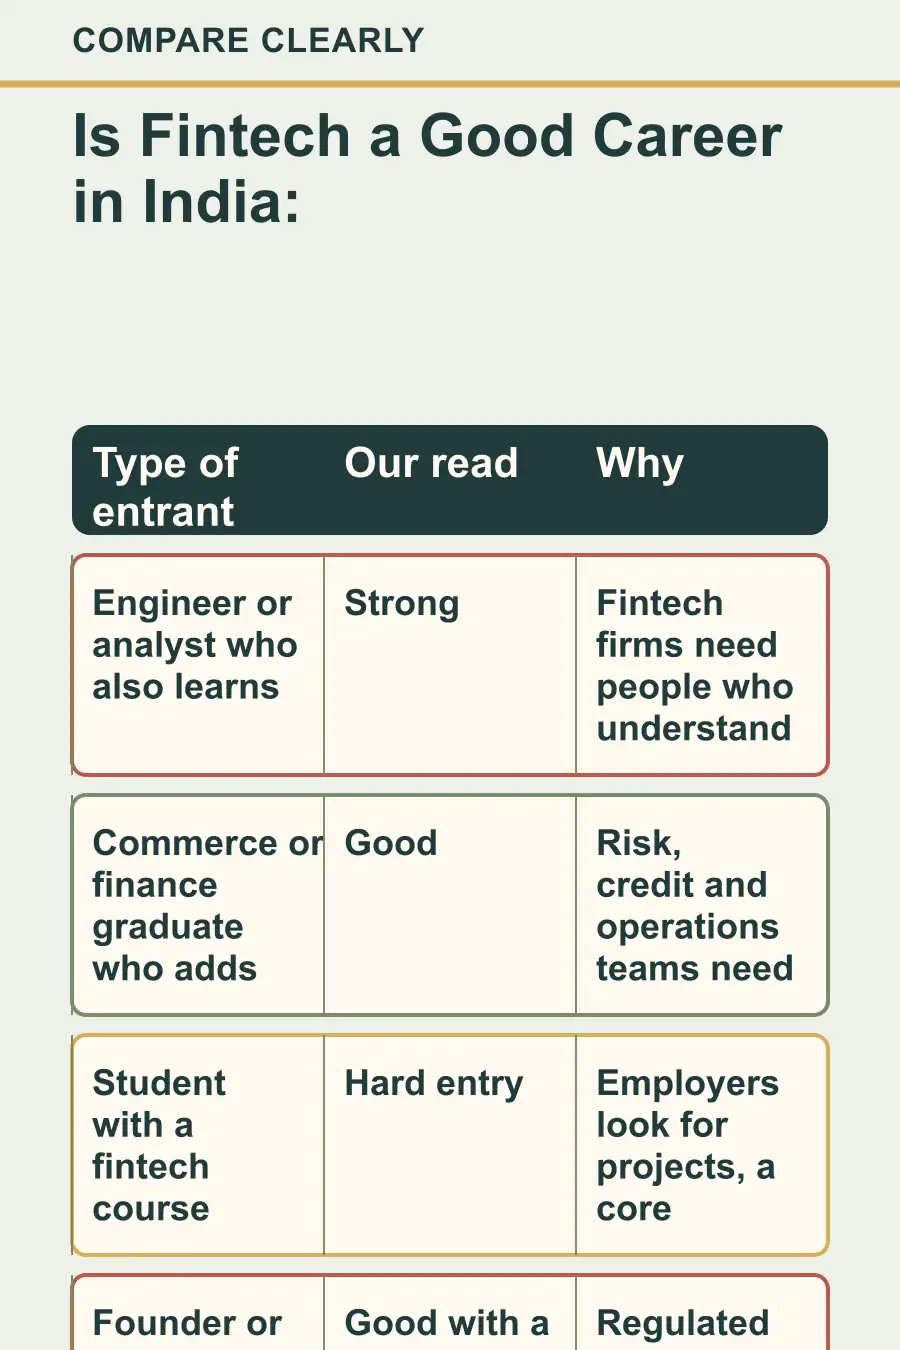 COMPARE CLEARLY
Is Fintech a Good Career
in India:
Type of
entrant
Our read
Why
Engineer or
analyst who
also learns
Strong
Fintech
firms need
people who
understand
Commerce or
finance
graduate
who adds
Good
Risk,
credit and
operations
teams need
Student
with a
fintech
course
Hard entry
Employers
look for
projects, a
core
Founder or
Good with a
Regulated